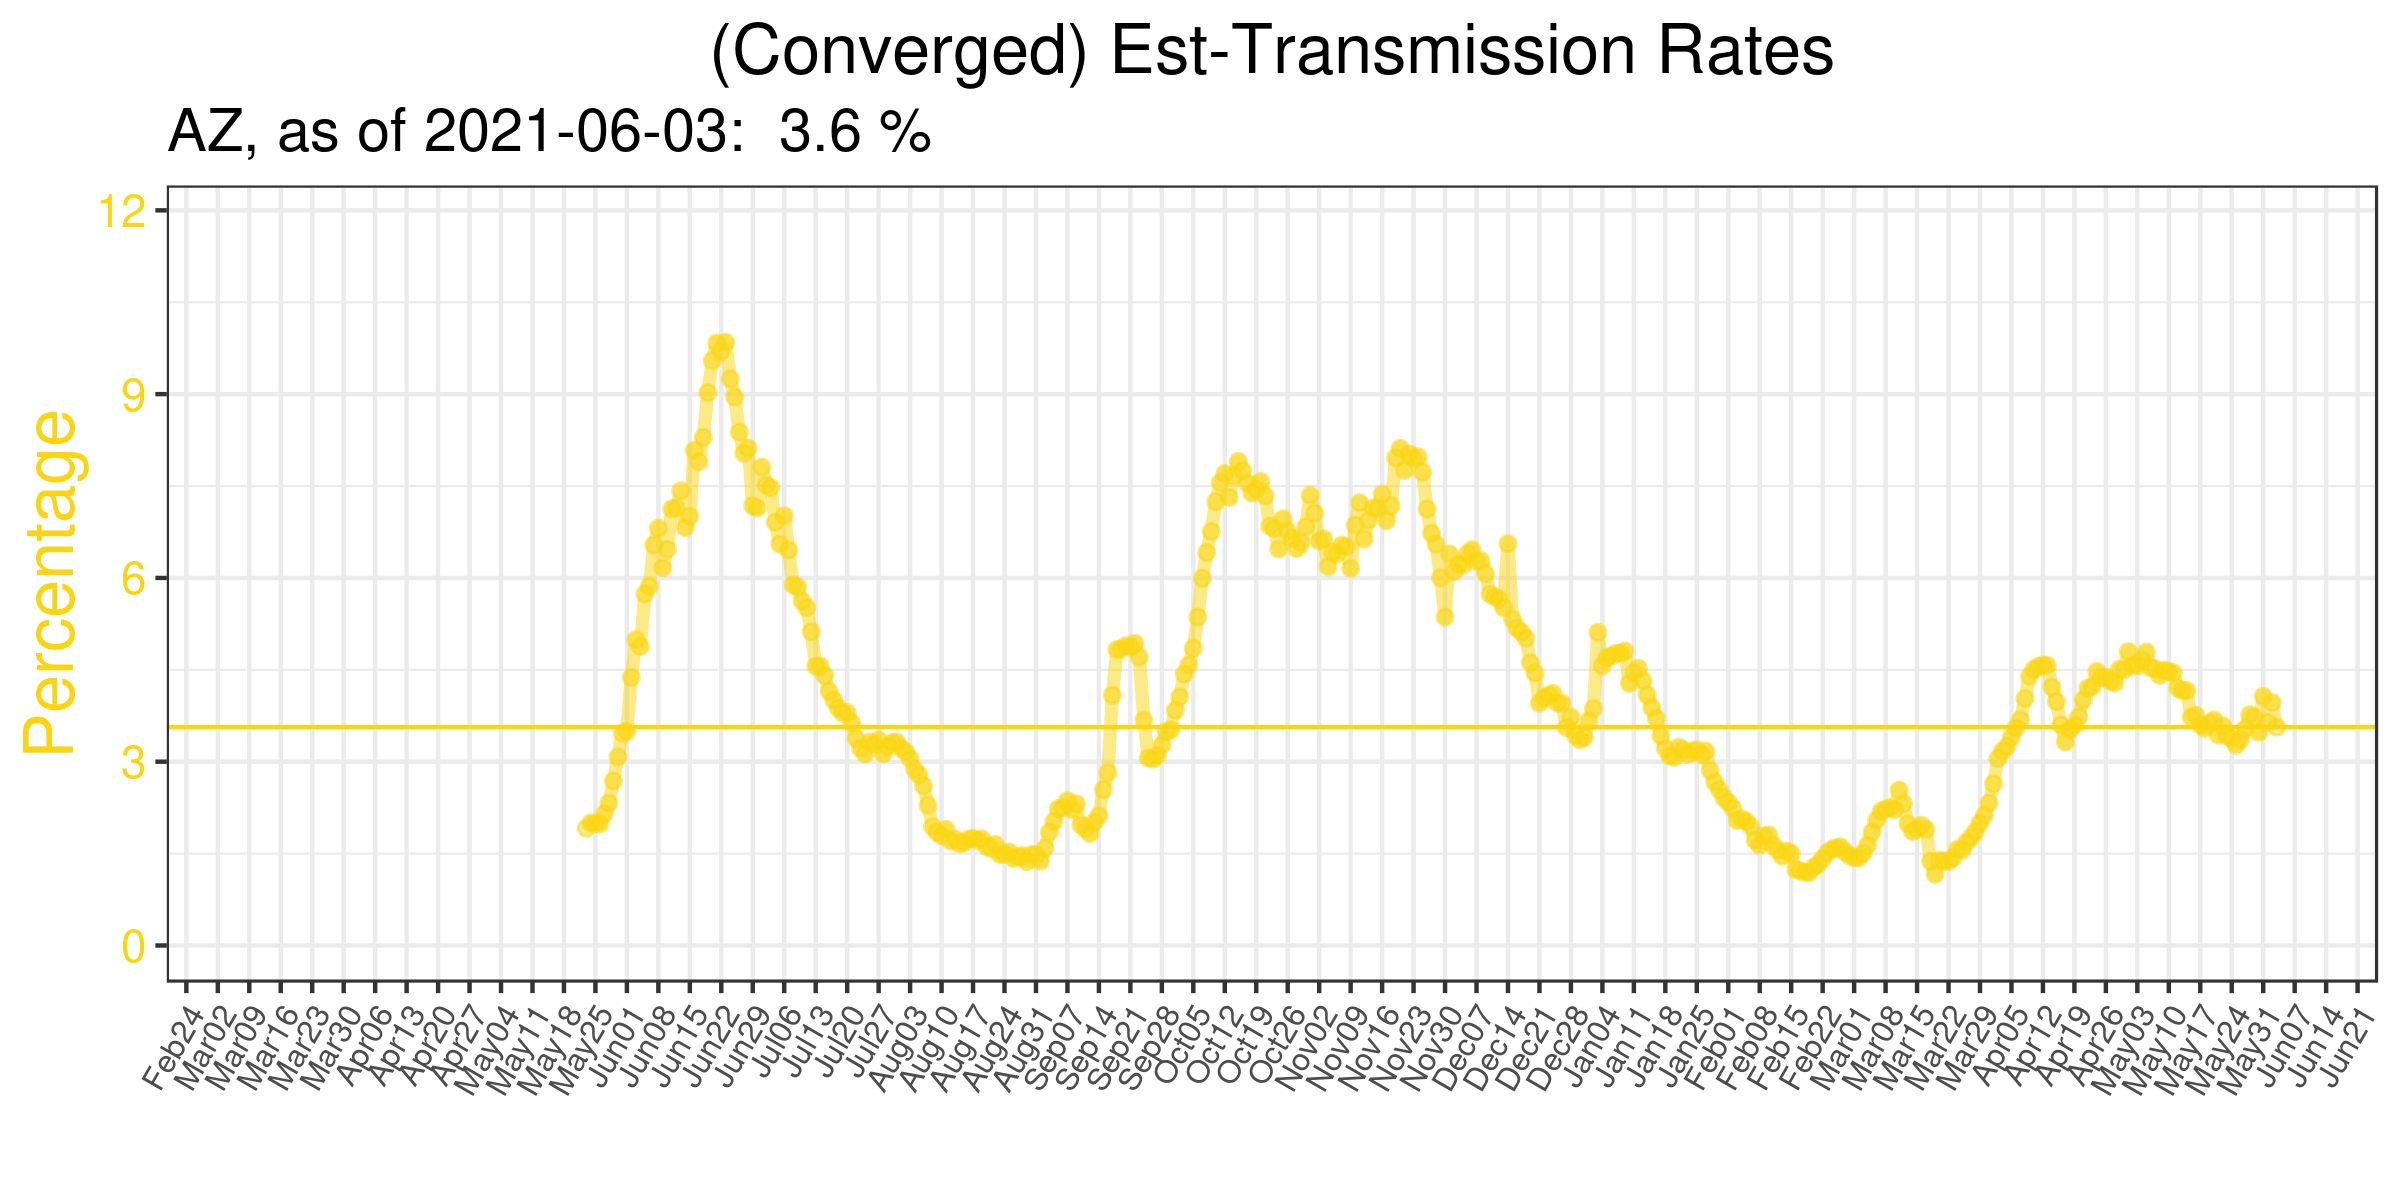 (Converged) Est-Transmission Rates
AZ, as of 2021-06-03:  3.6 %
Percentage
12
9
6
3
0
Feb24
Mar02
Mar09
Mar16
Mar23
Mar30
Apr06
Apr13
Apr20
Apr27
May04
May11
May18
May25
Jun01
Jun08
Jun15
Jun22
Jun29
Jul06
Jul13
Jul20
Jul27
Aug03
Aug10
Aug17
Aug24
Aug31
Sep07
Sep14
Sep21
Sep28
Oct05
Oct12
Oct19
Oct26
Nov02
Nov09
Nov16
Nov23
Nov30
Dec07
Dec14
Dec21
Dec28
Jan04
Jan11
Jan18
Jan25
Feb01
Feb08
Feb15
Feb22
Mar01
Mar08
Mar15
Mar22
Mar29
Apr05
Apr12
Apr19
Apr26
May03
May10
May17
May24
May31
Jun07
Jun14
Jun21